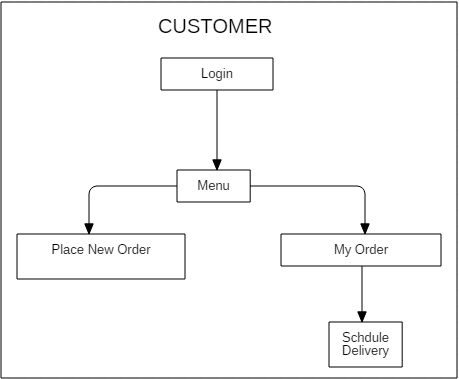 CUSTOMER
Login
Menu
Place New Order
My Order
Schdule
Delivery